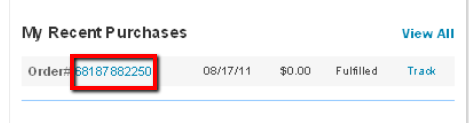 My Recent Purchases View All
Order# 68187882250 08/17/11 $0.00 Fulfilled Track